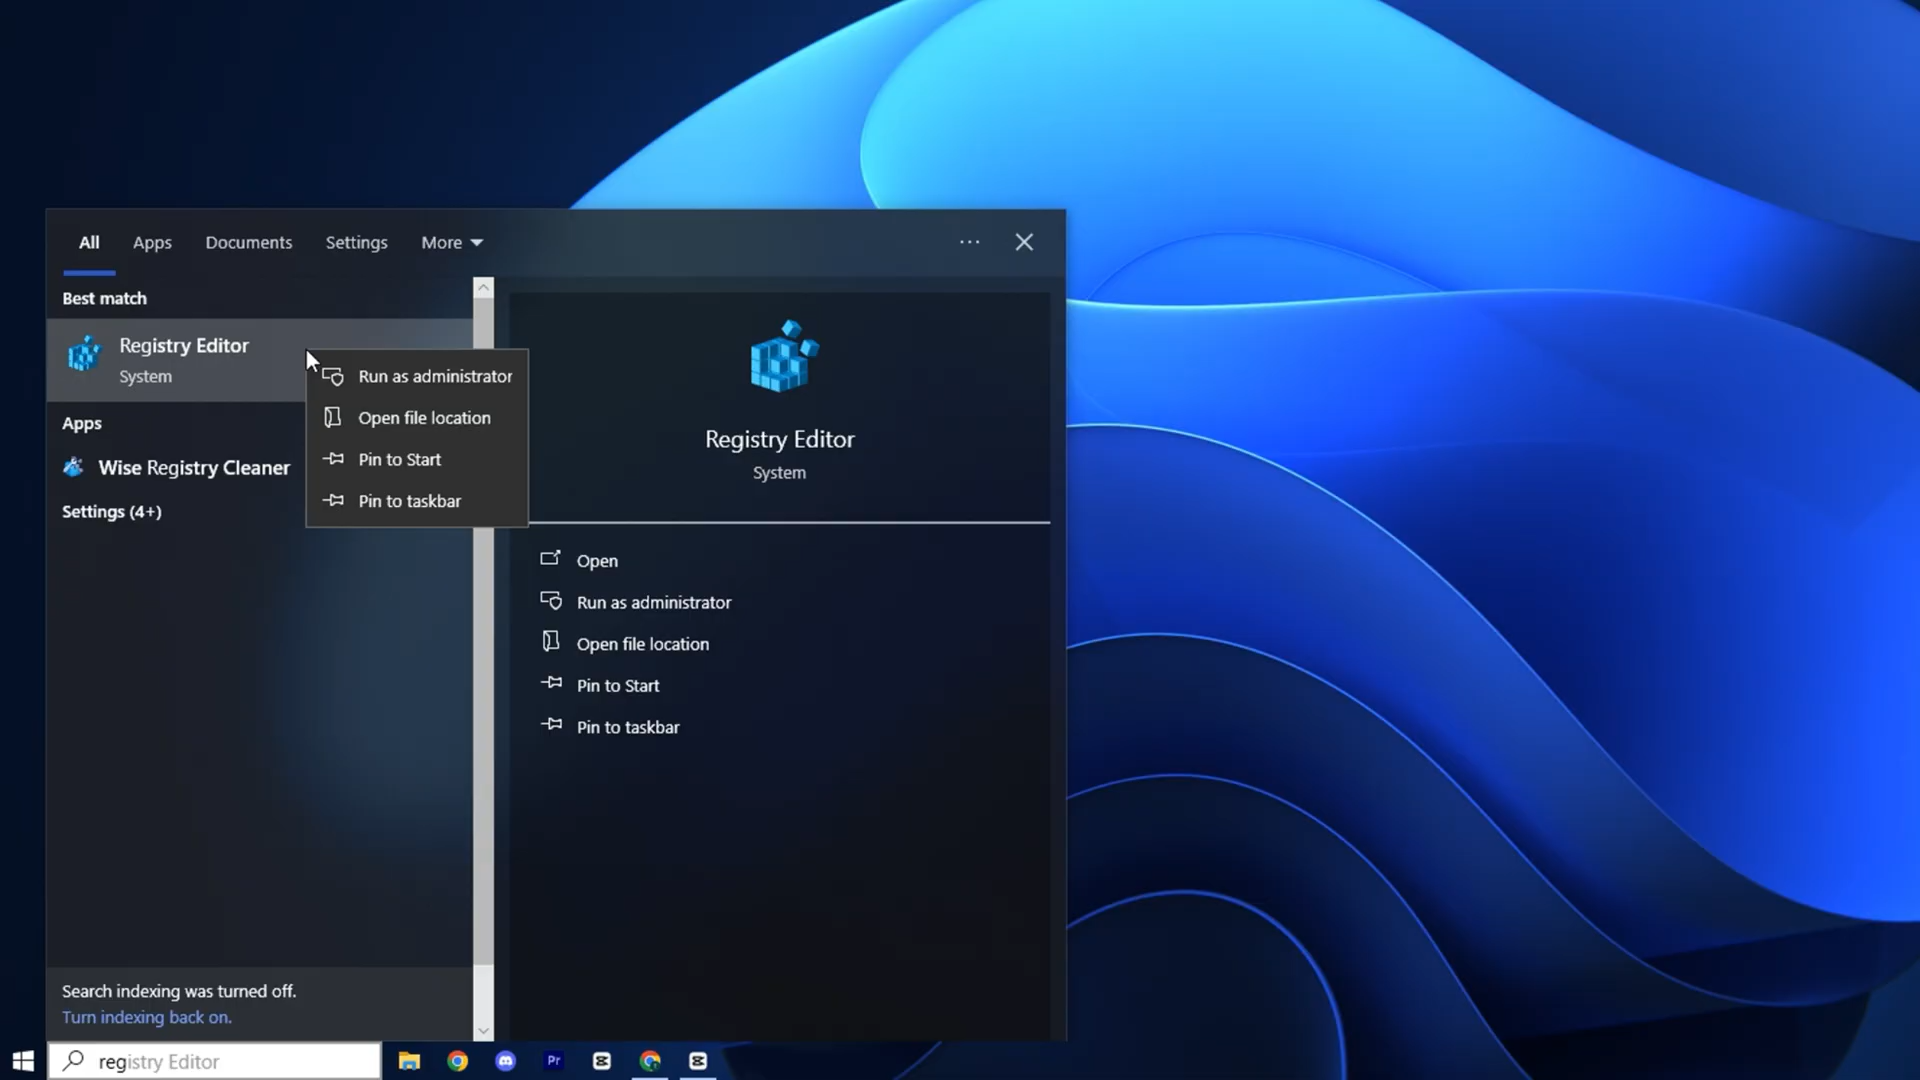 All Apps Documents Settings More
Best match
Registry Editor
System
Apps
Wise Registry Cleaner
Settings (4+)
Run as administrator
Open file location
Pin to Start
Pin to taskbar
Registry Editor
System
Open
Run as administrator
Open file location
Pin to Start
Pin to taskbar
Search indexing was turned off.
Turn indexing back on.
registry Editor
Pr